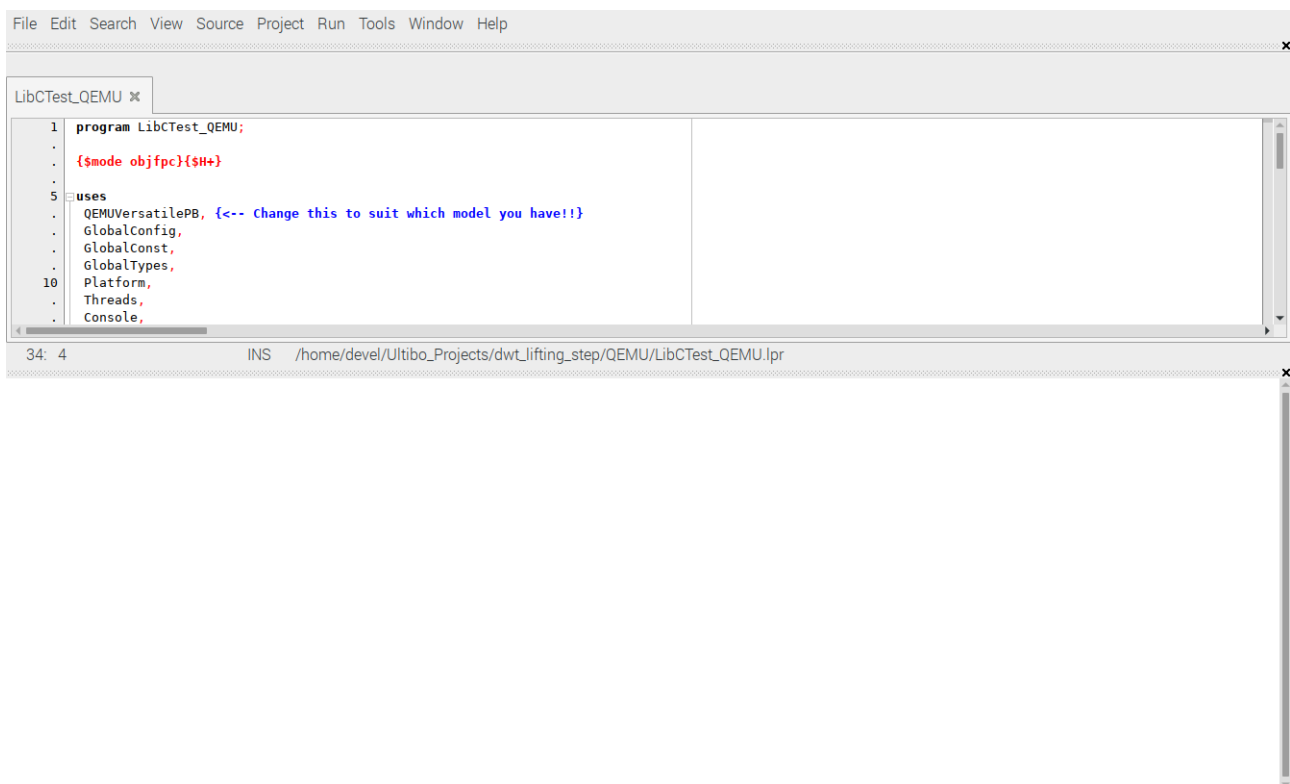 File Edit Search View Source Project Run Tools Window Help
LibCTest_QEMU
1 program LibCTest_QEMU;
.
. {$mode objfpc}{$H+}
.
5 uses
. QEMUVersatilePB, {<-- Change this to suit which model you have!!}
. GlobalConfig,
. GlobalConst,
. GlobalTypes,
10 Platform,
. Threads,
. Console,
34: 4 INS /home/devel/Ultibo_Projects/dwt_lifting_step/QEMU/LibCTest_QEMU.lpr